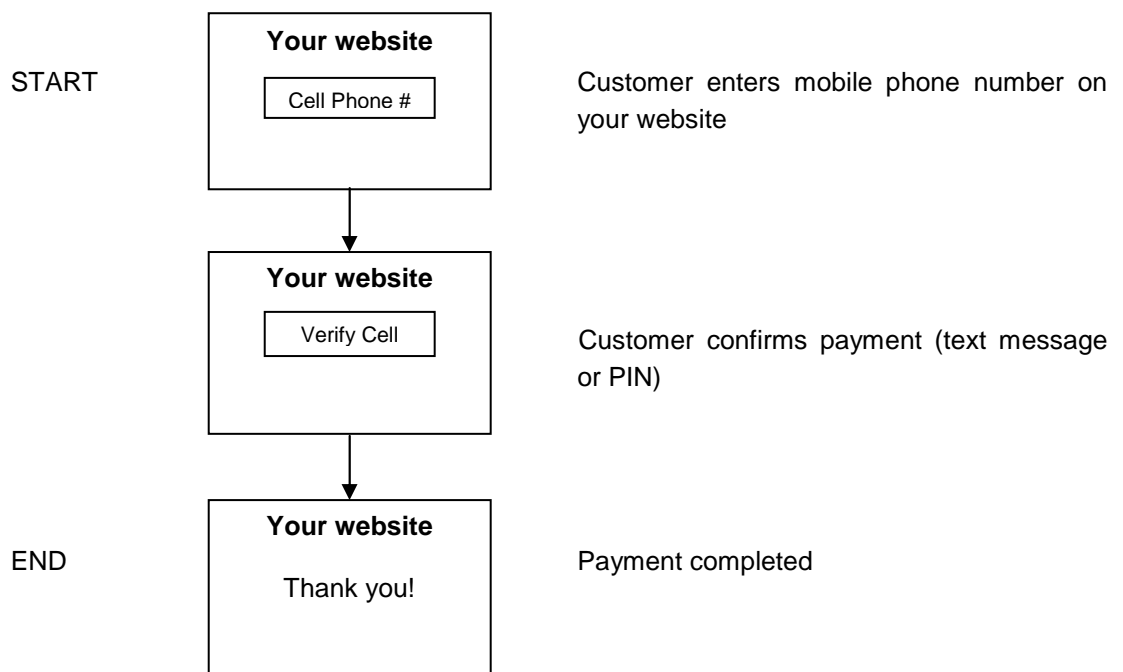 Your website
START
Cell Phone #
Customer enters mobile phone number on
your website
Your website
Verify Cell
Customer confirms payment (text message
or PIN)
Your website
END
Thank you!
Payment completed